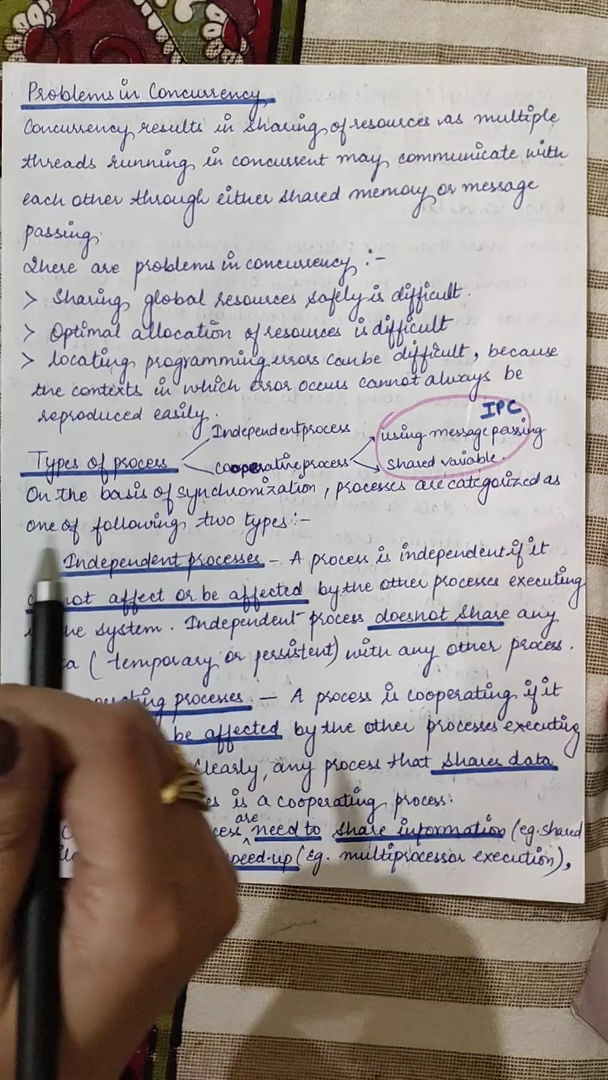 Problems in Concurrency
Concurrency results in sharing of resources as multiple
threads running in concurrent may communicate with
each other through either shared memory or message
passing.
There are problems in concurrency :-
> Sharing global resources safely is difficult.
> Optimal allocation of resources is difficult
> locating programming errors can be difficult, because
the contexts in which error occurs cannot always be
reproduced easily.
IPC
Independent process
using message passing
Types of process
cooperative process
shared variable.
On the basis of synchronization, processes are categorized as
one of following two types:-
Independent processes - A process is independent if it
not affect or be affected by the other processes executing
system. Independent process doesnot share any
(temporary or persistent) with any other process.
processes - A process is cooperating if it
be affected by the other processes executing
Clearly, any process that shares data
is a cooperating process.
are
need to share information (eg. shared
speed-up (eg. multiprocessor execution),